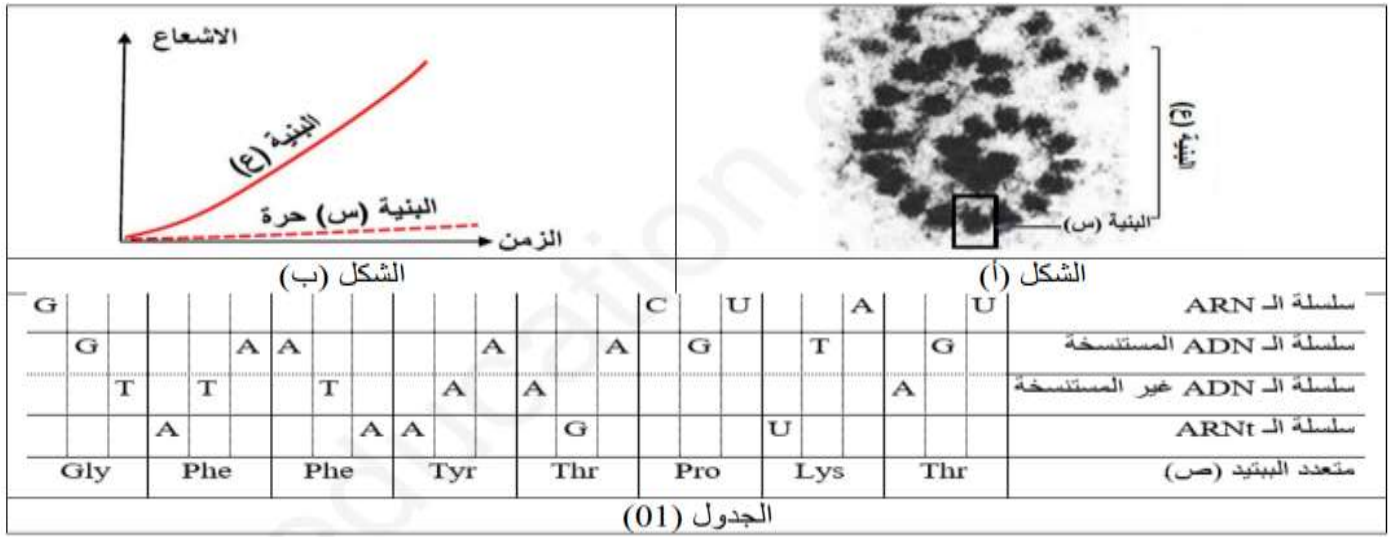 البنية (ع)
البنية (س)
الشكل (أ)
الاشعاع
البنية (ع)
البنية (س) حرة
الزمن
الشكل (ب)
سلسلة الـ ARN G C U A U
سلسلة الـ ADN المستنسخة G A A A A G T G
سلسلة الـ ADN غير المستنسخة T T T A A A
سلسلة الـ ARNt A A A G U
متعدد الببتيد (ص) Gly Phe Phe Tyr Thr Pro Lys Thr
الجدول (01)